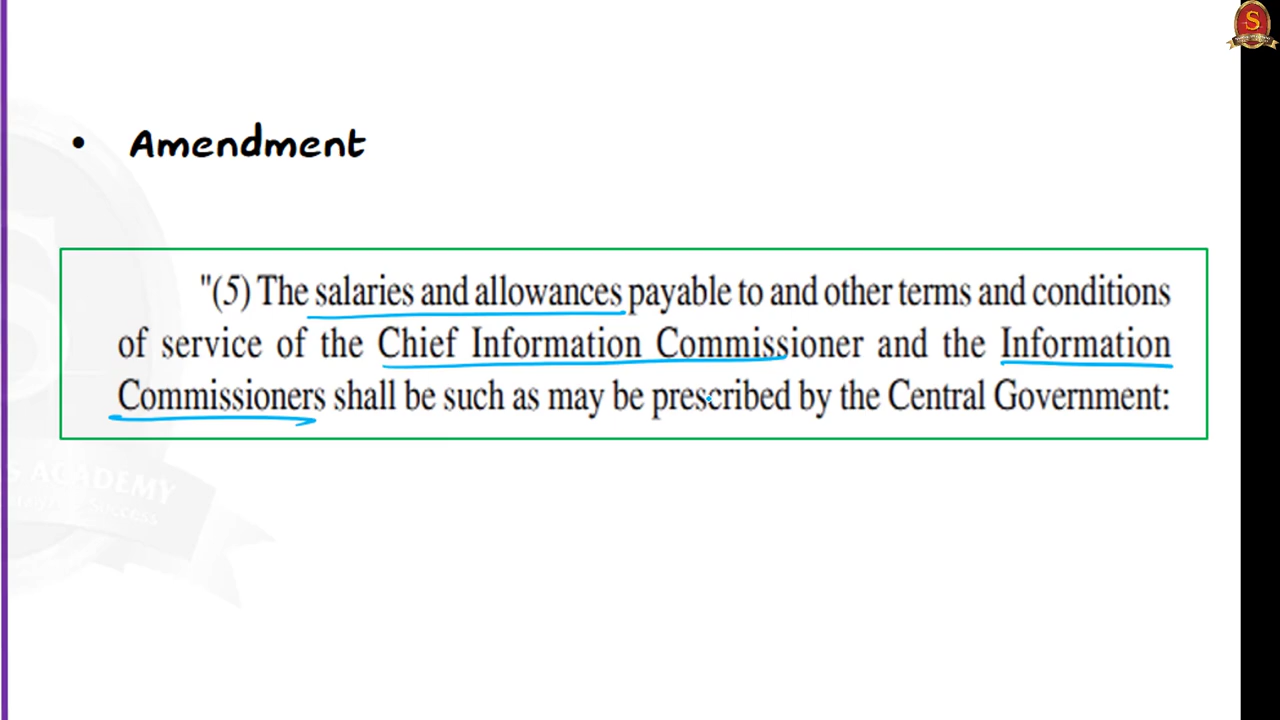 S
• Amendment
"(5) The salaries and allowances payable to and other terms and conditions
of service of the Chief Information Commissioner and the Information
Commissioners shall be such as may be prescribed by the Central Government:
ACADEMY